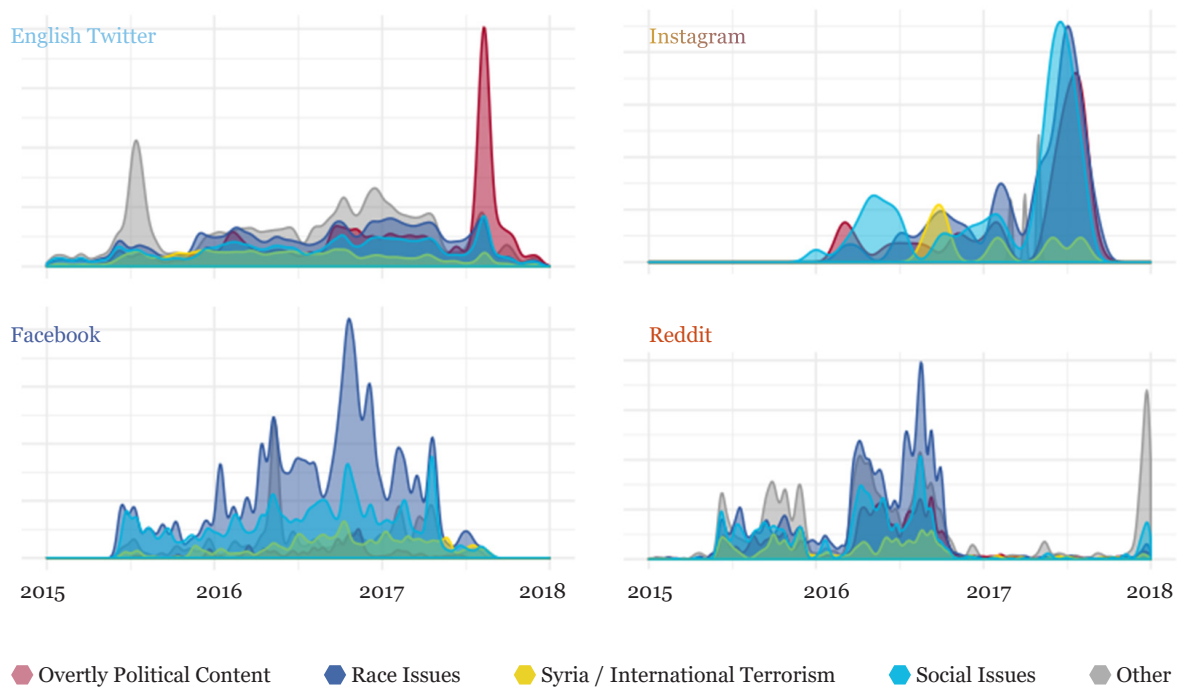 English Twitter
Instagram
Facebook
Reddit
2015 2016 2017 2018
2015 2016 2017 2018
Overtly Political Content Race Issues Syria / International Terrorism Social Issues Other